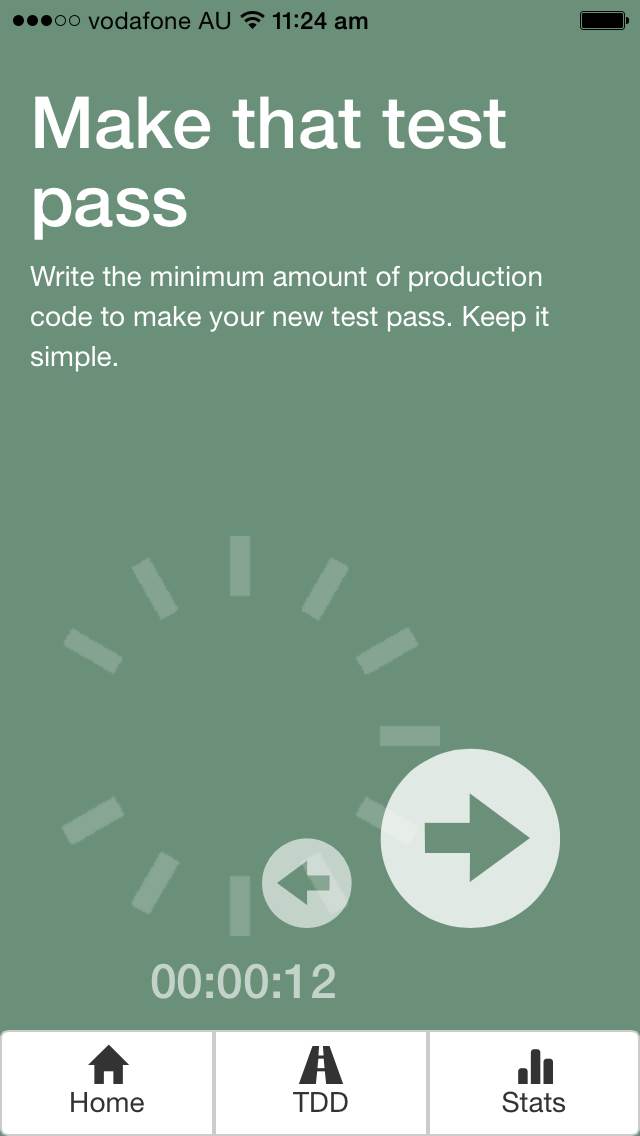 vodafone AU 11:24 am
Make that test
pass
Write the minimum amount of production
code to make your new test pass. Keep it
simple.
00:00:12
Home TDD Stats